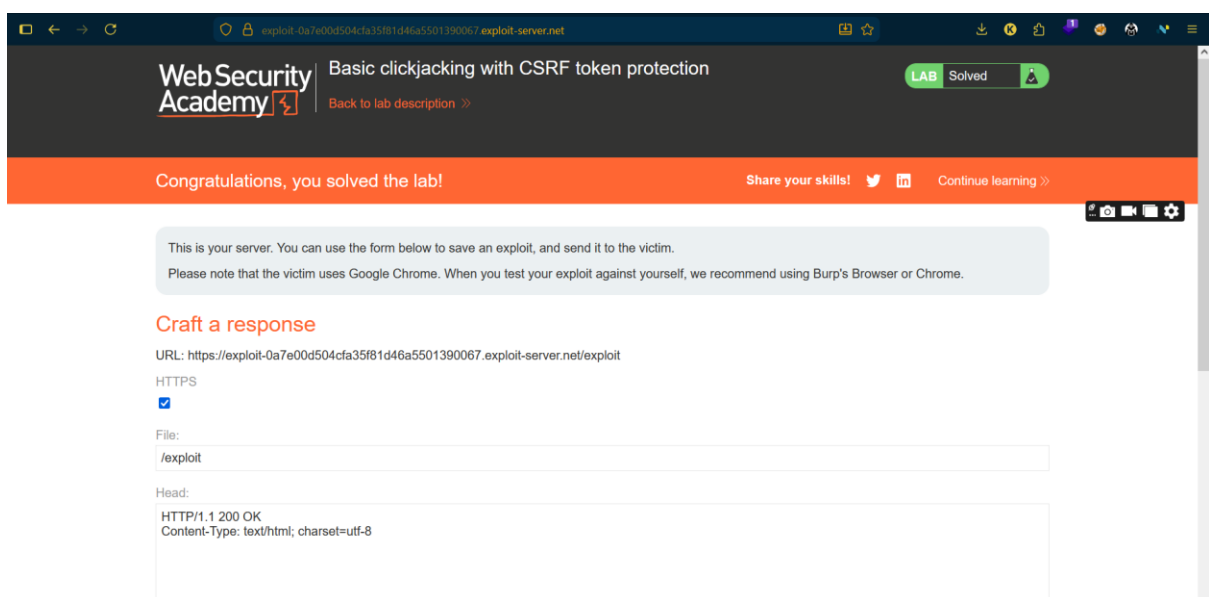 exploit-0a7e00d504cfa35f81d46a5501390067.exploit-server.net
K
1
WebSecurity
Academy
Basic clickjacking with CSRF token protection
Back to lab description
LAB Solved
Congratulations, you solved the lab!
Share your skills!
in
Continue learning
This is your server. You can use the form below to save an exploit, and send it to the victim.
Please note that the victim uses Google Chrome. When you test your exploit against yourself, we recommend using Burp's Browser or Chrome.
Craft a response
URL: https://exploit-0a7e00d504cfa35f81d46a5501390067.exploit-server.net/exploit
HTTPS
File:
/exploit
Head:
HTTP/1.1 200 OK
Content-Type: text/html; charset=utf-8